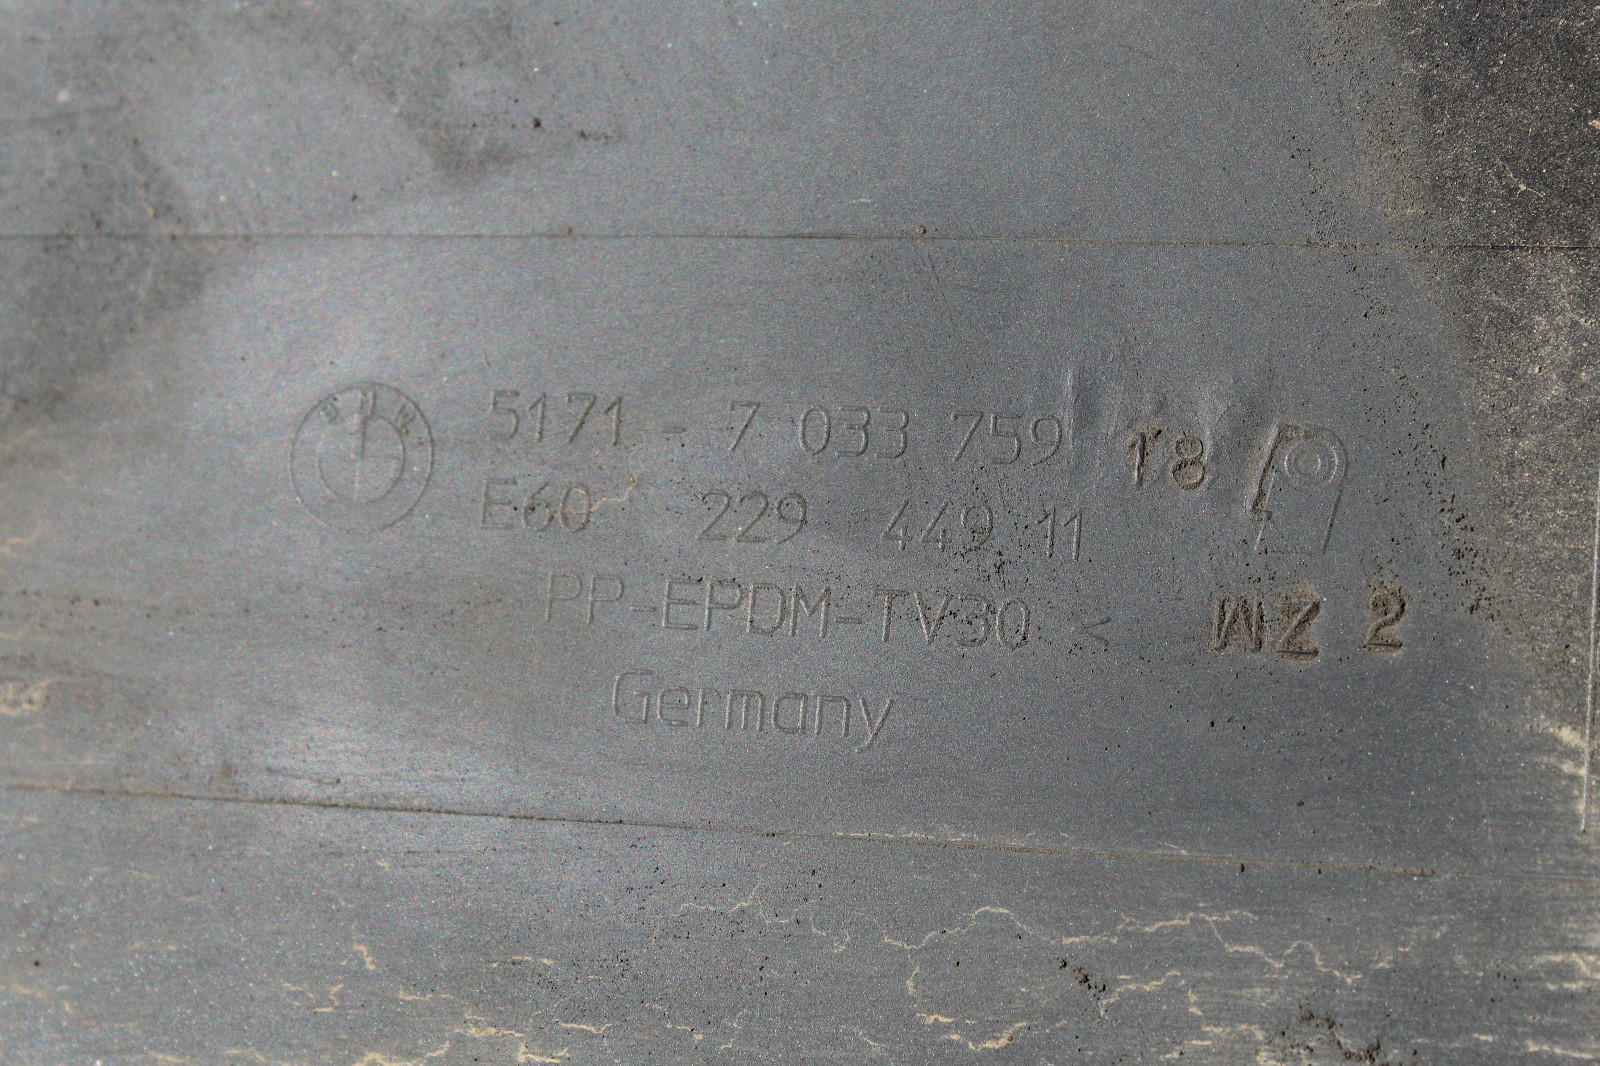 BMW 5171 - 7 033 759 18
E60 229 449 11
PP-EPDM-TV30 < WZ 2
Germany